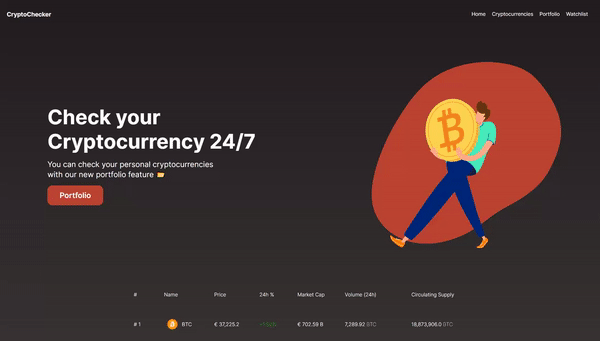 CryptoChecker
Home Cryptocurrencies Portfolio Watchlist
Check your
Cryptocurrency 24/7
You can check your personal cryptocurrencies
with our new portfolio feature
Portfolio
# Name Price 24h % Market Cap Volume (24h) Circulating Supply
# 1 BTC € 37,225.2 € 702.59 B 7,289.92 BTC 18,873,906.0 BTC